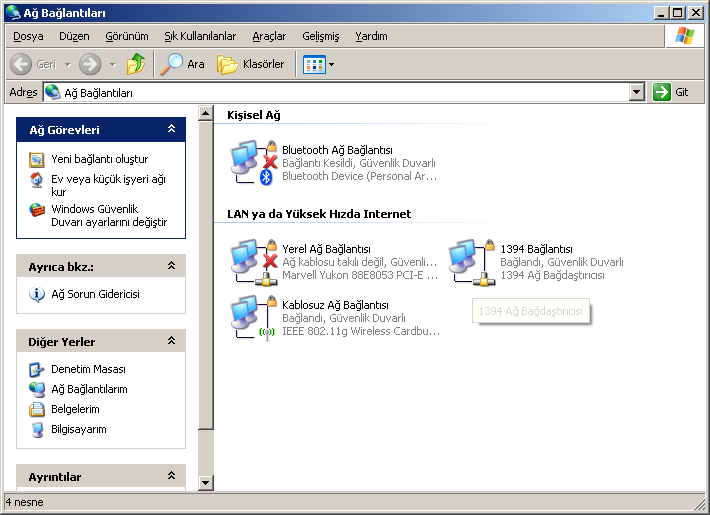 Ağ Bağlantıları
Dosya Düzen Görünüm Sık Kullanılanlar Araçlar Gelişmiş Yardım
Geri Ara Klasörler
Adres Ağ Bağlantıları Git
Ağ Görevleri
Yeni bağlantı oluştur
Ev veya küçük işyeri ağı
kur
Windows Güvenlik
Duvarı ayarlarını değiştir
Ayrıca bkz.:
Ağ Sorun Gidericisi
Diğer Yerler
Denetim Masası
Ağ Bağlantılarım
Belgelerim
Bilgisayarım
Ayrıntılar
Kişisel Ağ
Bluetooth Ağ Bağlantısı
Bağlantı Kesildi, Güvenlik Duvarlı
Bluetooth Device (Personal Ar...
LAN ya da Yüksek Hızda Internet
Yerel Ağ Bağlantısı
Ağ kablosu takılı değil, Güvenli...
Marvell Yukon 88E8053 PCI-E ...
1394 Bağlantısı
Bağlandı, Güvenlik Duvarlı
1394 Ağ Bağdaştırıcısı
Kablosuz Ağ Bağlantısı
Bağlandı, Güvenlik Duvarlı
IEEE 802.11g Wireless Cardbu...
1394 Ağ Bağdaştırıcısı
4 nesne